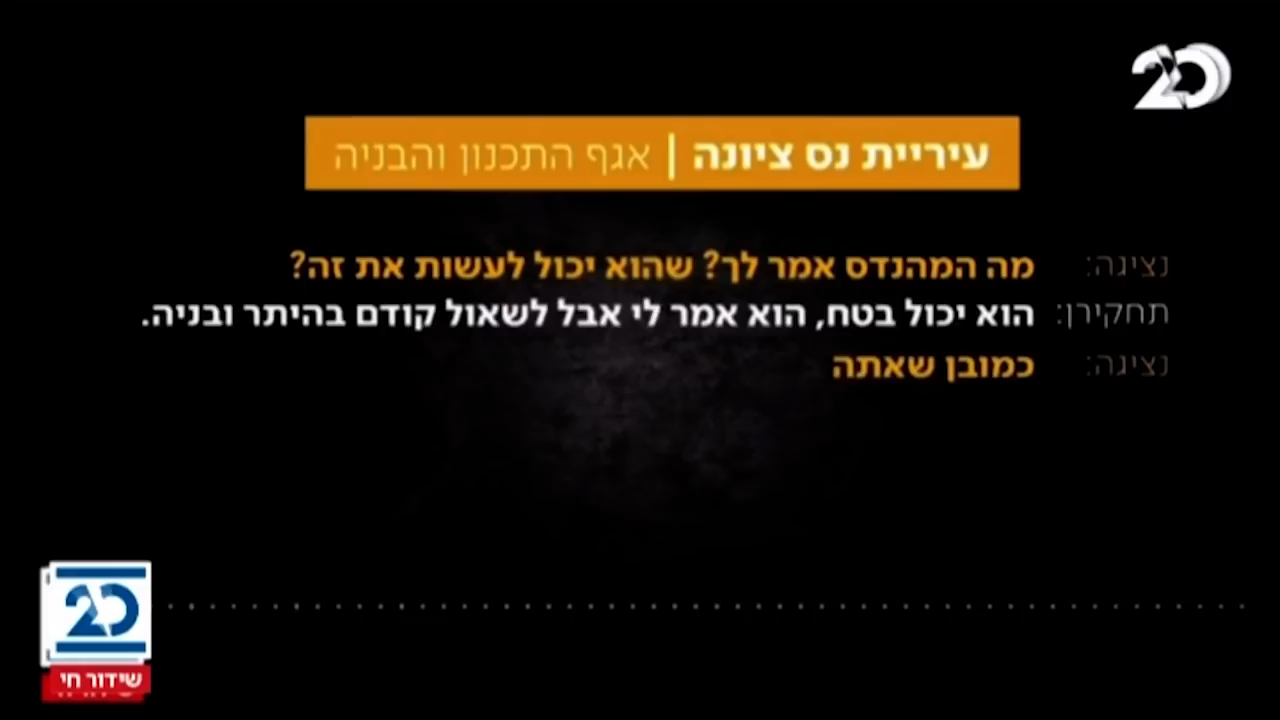 20
עיריית נס ציונה | אגף התכנון והבניה
נציגה: מה המהנדס אמר לך? שהוא יכול לעשות את זה?
תחקירן: הוא יכול בטח, הוא אמר לי אבל לשאול קודם בהיתר ובניה.
נציגה: כמובן שאתה
20
שידור חי